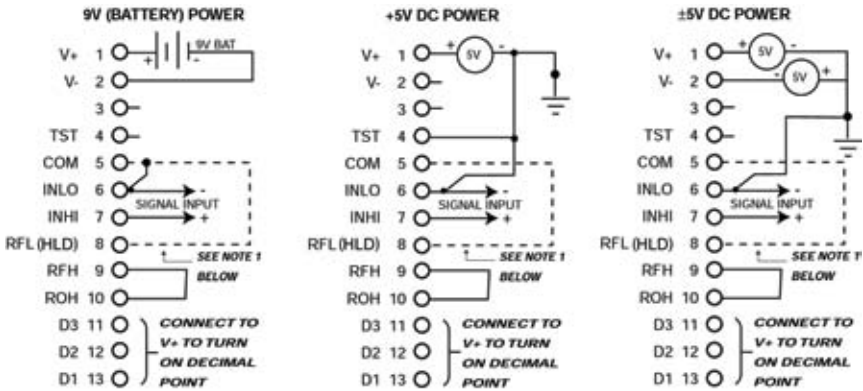 9V (BATTERY) POWER
V+ 1
+ 9V BAT -
V- 2
3
TST 4
COM 5
INLO 6
-
SIGNAL INPUT
INHI 7
+
RFL (HLD) 8
SEE NOTE 1
BELOW
RFH 9
ROH 10
D3 11
D2 12
D1 13
CONNECT TO
V+ TO TURN
ON DECIMAL
POINT
+5V DC POWER
V+ 1
+ 5V -
V- 2
3
TST 4
COM 5
INLO 6
-
SIGNAL INPUT
INHI 7
+
RFL (HLD) 8
SEE NOTE 1
BELOW
RFH 9
ROH 10
D3 11
D2 12
D1 13
CONNECT TO
V+ TO TURN
ON DECIMAL
POINT
±5V DC POWER
V+ 1
+ 5V -
V- 2
- 5V +
3
TST 4
COM 5
INLO 6
-
SIGNAL INPUT
INHI 7
+
RFL (HLD) 8
SEE NOTE 1
BELOW
RFH 9
ROH 10
D3 11
D2 12
D1 13
CONNECT TO
V+ TO TURN
ON DECIMAL
POINT